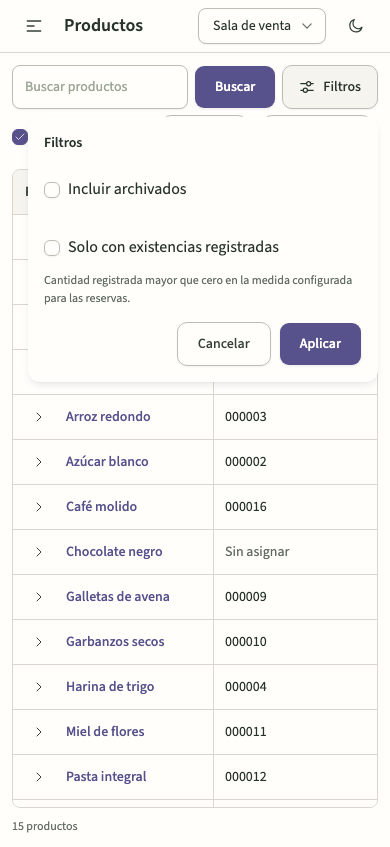 Productos
Sala de venta
Buscar productos
Buscar
Filtros
Filtros
Incluir archivados
Solo con existencias registradas
Cantidad registrada mayor que cero en la medida configurada
para las reservas.
Cancelar
Aplicar
Arroz redondo 000003
Azúcar blanco 000002
Café molido 000016
Chocolate negro Sin asignar
Galletas de avena 000009
Garbanzos secos 000010
Harina de trigo 000004
Miel de flores 000011
Pasta integral 000012
15 productos